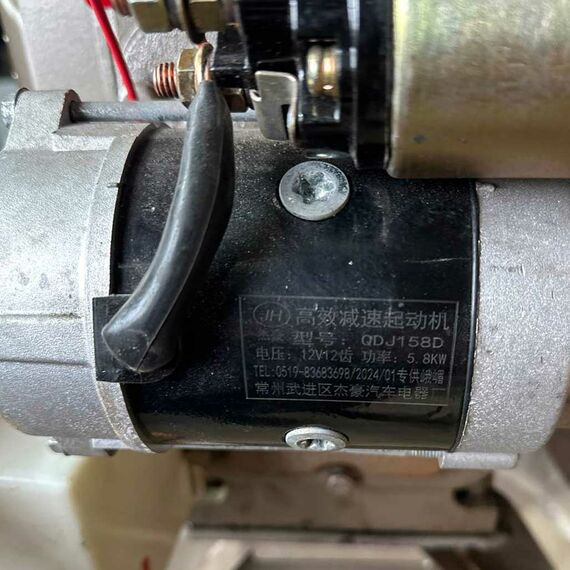 JH 高效减速起动机
型号: QDJ158D
电压: 12V12齿 功率: 5.8KW
TEL:0519-83683698/2024/01专供峨嵋
常州武进区杰豪汽车电器